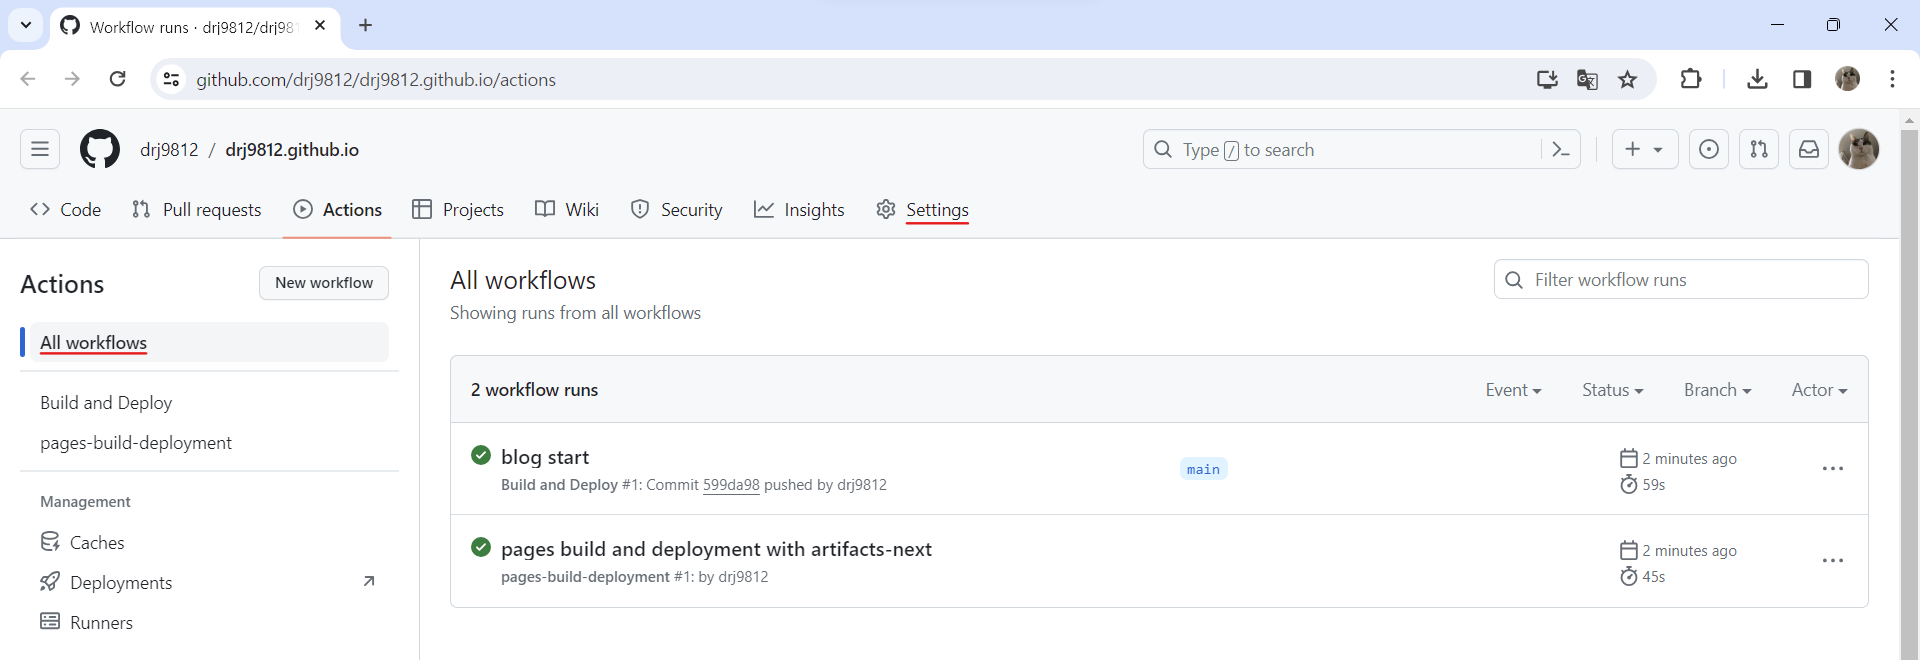 Workflow runs · drj9812/drj981
github.com/drj9812/drj9812.github.io/actions
drj9812 / drj9812.github.io
Type / to search
Code Pull requests Actions Projects Wiki Security Insights Settings
Actions
New workflow
All workflows
Build and Deploy
pages-build-deployment
Management
Caches
Deployments
Runners
All workflows
Showing runs from all workflows
Filter workflow runs
2 workflow runs
Event Status Branch Actor
blog start
Build and Deploy #1: Commit 599da98 pushed by drj9812
main
2 minutes ago
59s
pages build and deployment with artifacts-next
pages-build-deployment #1: by drj9812
2 minutes ago
45s